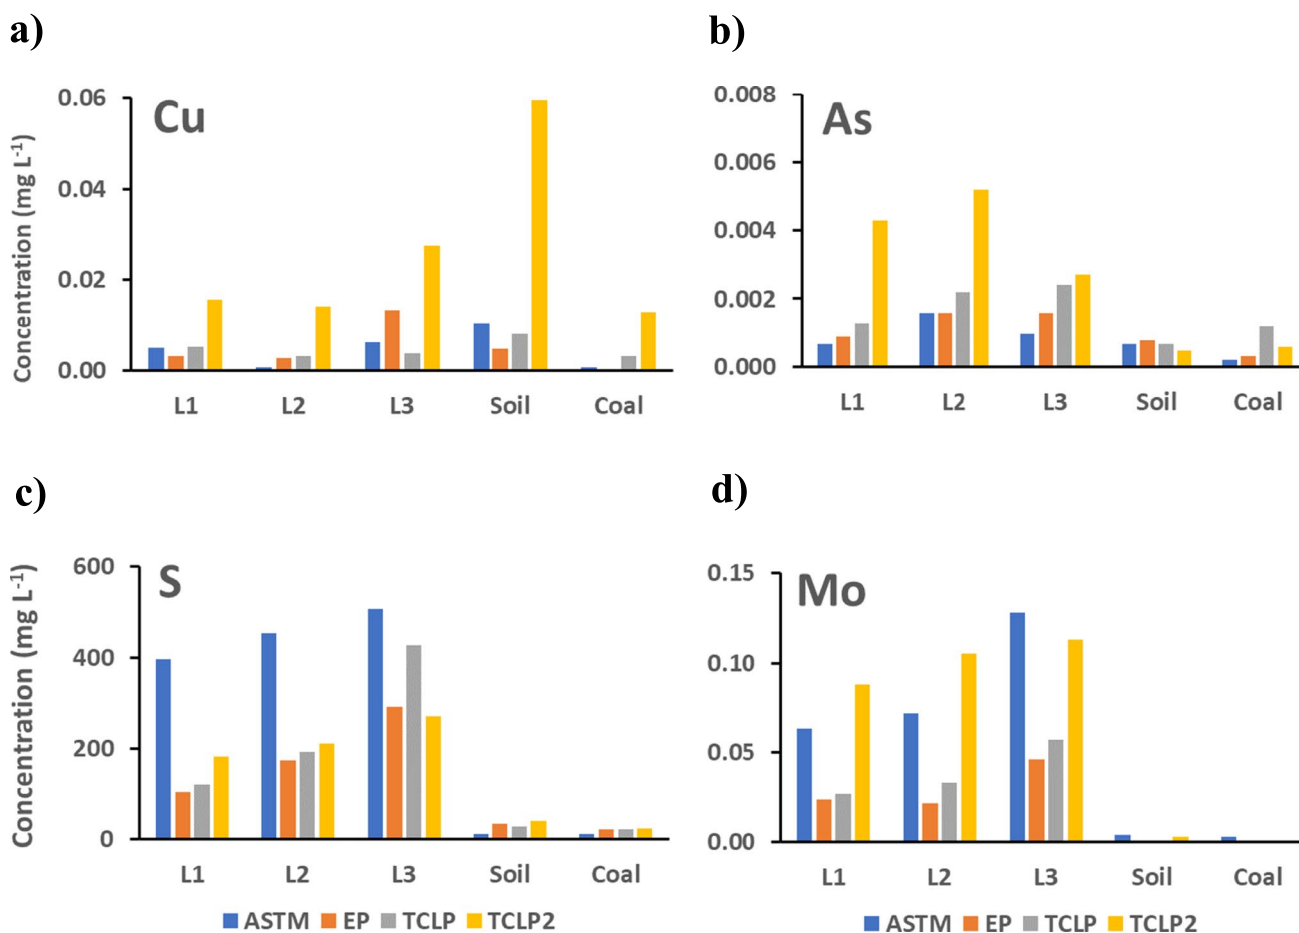 a)
Cu
Concentration (mg L-1)
0.06
0.04
0.02
0.00
L1 L2 L3 Soil Coal
b)
As
0.008
0.006
0.004
0.002
0.000
L1 L2 L3 Soil Coal
c)
S
Concentration (mg L-1)
600
400
200
0
L1 L2 L3 Soil Coal
ASTM EP TCLP TCLP2
d)
Mo
0.15
0.10
0.05
0.00
L1 L2 L3 Soil Coal
ASTM EP TCLP TCLP2